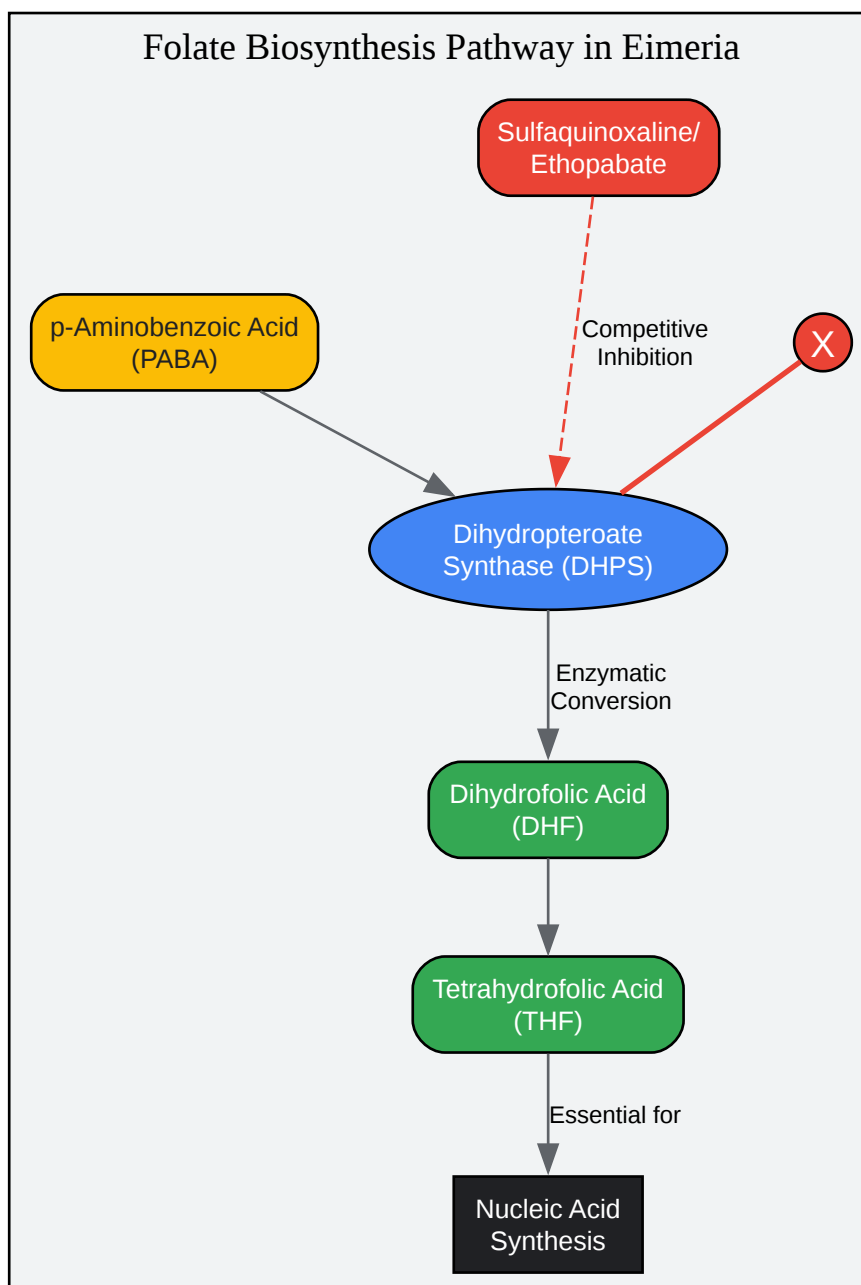 Folate Biosynthesis Pathway in Eimeria
Sulfaquinoxaline/
Ethopabate
p-Aminobenzoic Acid
(PABA)
Competitive
Inhibition
X
Dihydropteroate
Synthase (DHPS)
Enzymatic
Conversion
Dihydrofolic Acid
(DHF)
Tetrahydrofolic Acid
(THF)
Essential for
Nucleic Acid
Synthesis